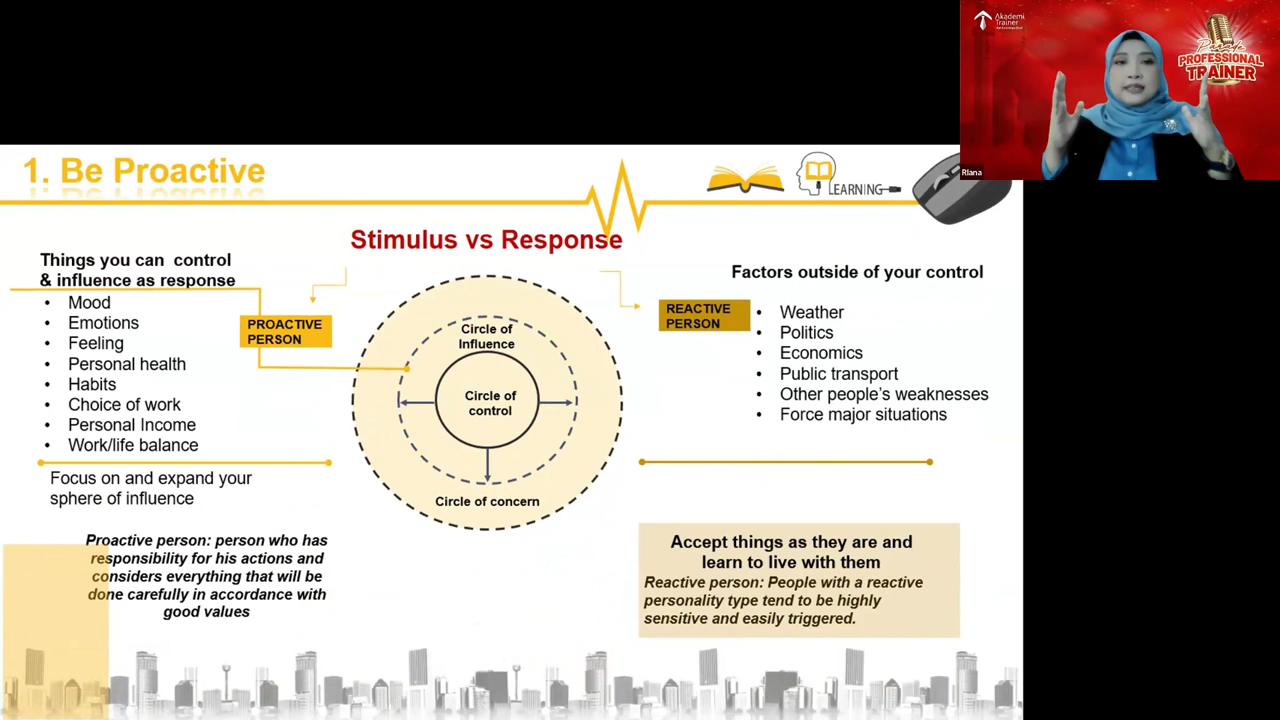 Akademi
Trainer
PROFESSIONAL
TRAINER
Riana
1. Be Proactive
LEARNING
Stimulus vs Response
Things you can control
& influence as response
• Mood
• Emotions
• Feeling
• Personal health
• Habits
• Choice of work
• Personal Income
• Work/life balance
Focus on and expand your
sphere of influence
Proactive person: person who has
responsibility for his actions and
considers everything that will be
done carefully in accordance with
good values
PROACTIVE
PERSON
Circle of
Influence
Circle of
control
Circle of concern
REACTIVE
PERSON
Factors outside of your control
• Weather
• Politics
• Economics
• Public transport
• Other people's weaknesses
• Force major situations
Accept things as they are and
learn to live with them
Reactive person: People with a reactive
personality type tend to be highly
sensitive and easily triggered.